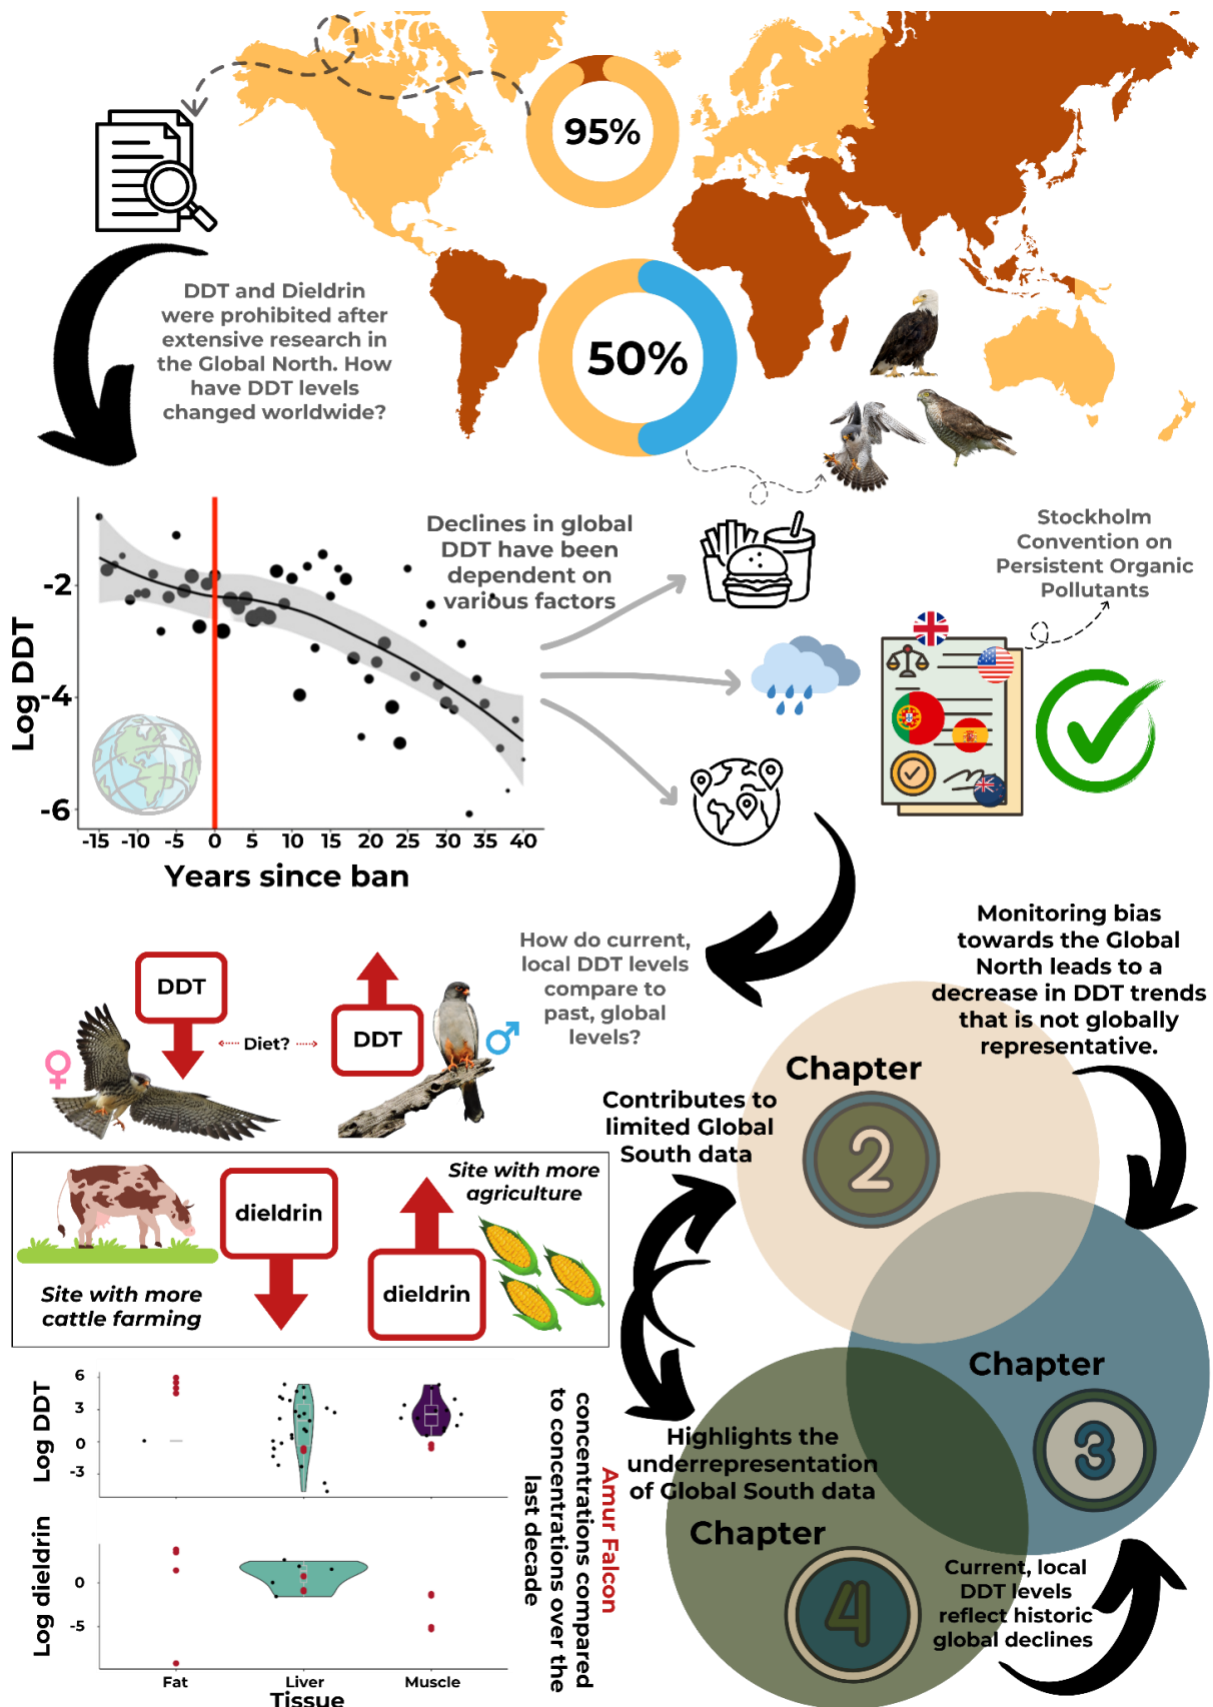 95%
DDT and Dieldrin
were prohibited after
extensive research in
the Global North. How
have DDT levels
changed worldwide?
50%
Declines in global
DDT have been
dependent on
various factors
Stockholm
Convention on
Persistent Organic
Pollutants
Log DDT
-2
-4
-6
-15 -10 -5 0 5 10 15 20 25 30 35 40
Years since ban
How do current,
local DDT levels
compare to
past, global
levels?
DDT
Diet?
DDT
Monitoring bias
towards the Global
North leads to a
decrease in DDT trends
that is not globally
representative.
Chapter
2
Contributes to
limited Global
South data
dieldrin
Site with more
cattle farming
Site with more
agriculture
dieldrin
Chapter
3
Highlights the
underrepresentation
of Global South data
Chapter
4
Current, local
DDT levels
reflect historic
global declines
Log DDT
6
3
0
-3
Log dieldrin
0
-5
Fat Liver Muscle
Tissue
Amur Falcon
concentrations compared
to concentrations over the
last decade